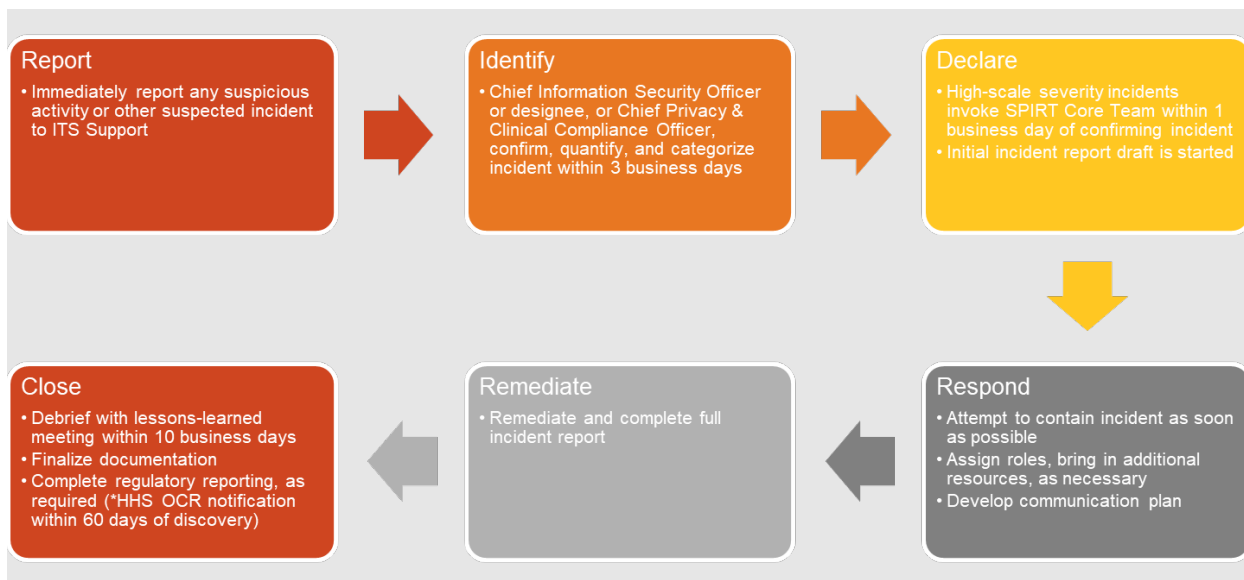 Report
• Immediately report any suspicious
activity or other suspected incident
to ITS Support
Identify
• Chief Information Security Officer
or designee, or Chief Privacy &
Clinical Compliance Officer,
confirm, quantify, and categorize
incident within 3 business days
Declare
• High-scale severity incidents
invoke SPIRT Core Team within 1
business day of confirming incident
• Initial incident report draft is started
Respond
• Attempt to contain incident as soon
as possible
• Assign roles, bring in additional
resources, as necessary
• Develop communication plan
Remediate
• Remediate and complete full
incident report
Close
• Debrief with lessons-learned
meeting within 10 business days
• Finalize documentation
• Complete regulatory reporting, as
required (*HHS OCR notification
within 60 days of discovery)